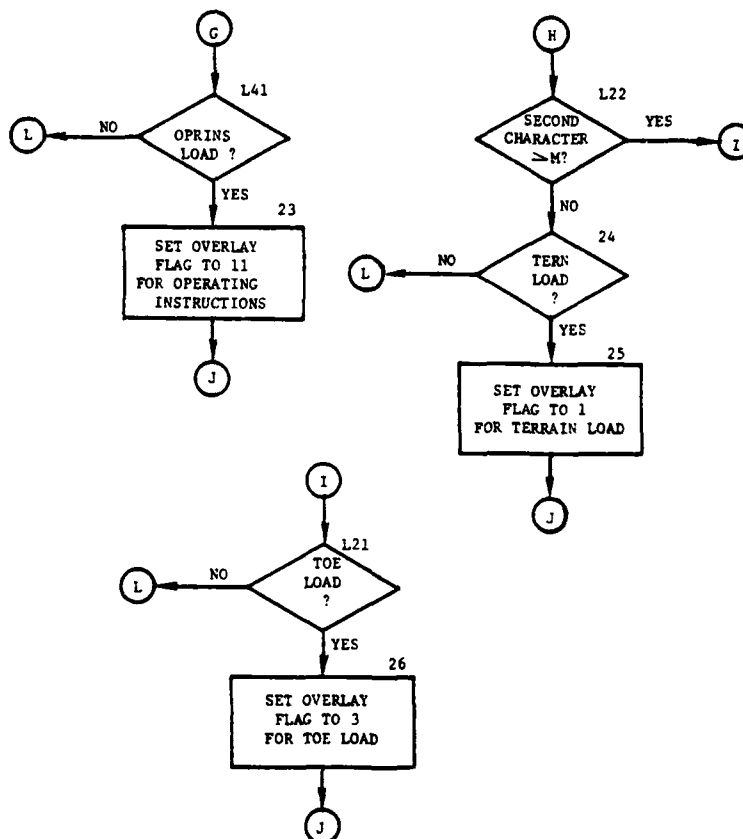 G
L41
L
NO
OPRINS
LOAD ?
YES
23
SET OVERLAY
FLAG TO 11
FOR OPERATING
INSTRUCTIONS
J
H
L22
SECOND
CHARACTER
≥M?
YES
I
NO
24
L
NO
TERN
LOAD
?
YES
25
SET OVERLAY
FLAG TO 1
FOR TERRAIN LOAD
J
I
L21
L
NO
TOE
LOAD
?
YES
26
SET OVERLAY
FLAG TO 3
FOR TOE LOAD
J